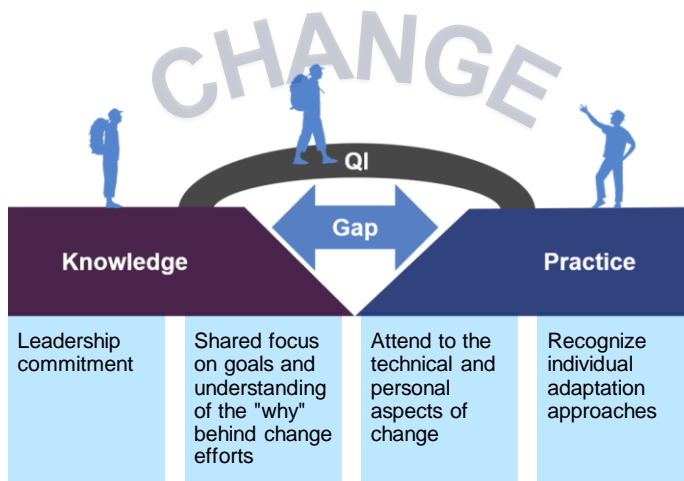 CHANGE
QI
Gap
Knowledge
Practice
Leadership
commitment
Shared focus
on goals and
understanding
of the "why"
behind change
efforts
Attend to the
technical and
personal
aspects of
change
Recognize
individual
adaptation
approaches